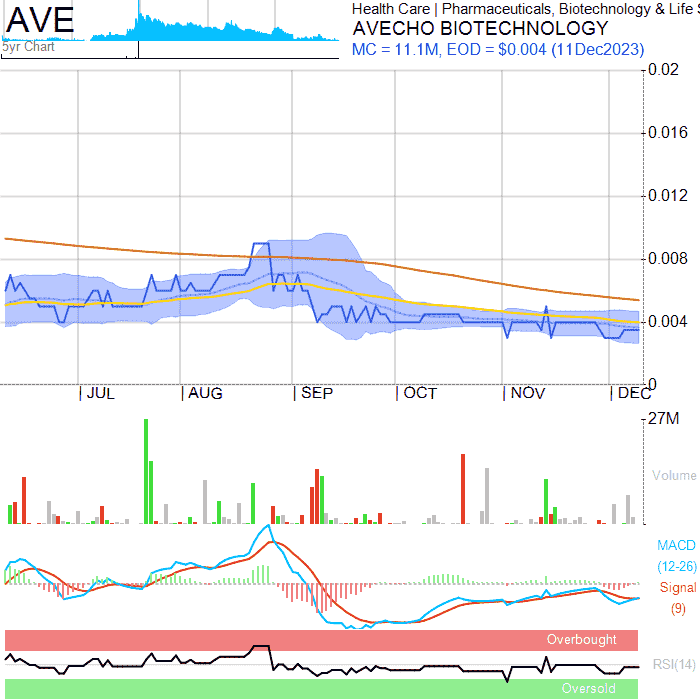 AVE
5yr Chart
Health Care | Pharmaceuticals, Biotechnology & Life S
AVECHO BIOTECHNOLOGY
MC = 11.1M, EOD = $0.004 (11Dec2023)
0.02
0.016
0.012
0.008
0.004
0
JUL
AUG
SEP
OCT
NOV
DEC
27M
Volume
MACD
(12-26)
Signal
(9)
Overbought
RSI(14)
Oversold